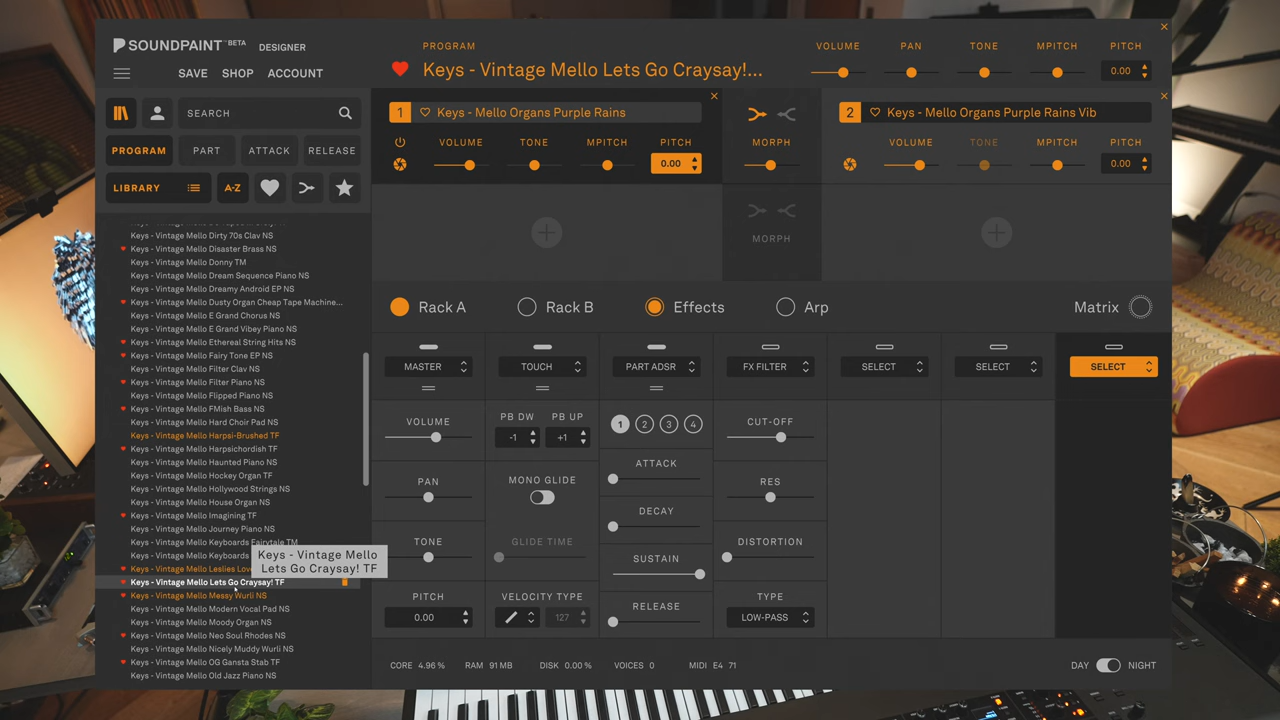 SOUNDPAINT™ BETA DESIGNER
SAVE SHOP ACCOUNT
PROGRAM
Keys - Vintage Mello Lets Go Craysay!...
VOLUME PAN TONE MPITCH PITCH
0.00
SEARCH
PROGRAM PART ATTACK RELEASE
LIBRARY A-Z
1 Keys - Mello Organs Purple Rains
VOLUME TONE MPITCH PITCH
0.00
MORPH
2 Keys - Mello Organs Purple Rains Vib
VOLUME TONE MPITCH PITCH
0.00
MORPH
Keys - Vintage Mello Dirty 70s Clav NS
Keys - Vintage Mello Disaster Brass NS
Keys - Vintage Mello Donny TM
Keys - Vintage Mello Dream Sequence Piano NS
Keys - Vintage Mello Dreamy Android EP NS
Keys - Vintage Mello Dusty Organ Cheap Tape Machine...
Keys - Vintage Mello E Grand Chorus NS
Keys - Vintage Mello E Grand Vibey Piano NS
Keys - Vintage Mello Ethereal String Hits NS
Keys - Vintage Mello Fairy Tone EP NS
Keys - Vintage Mello Filter Clav NS
Keys - Vintage Mello Filter Piano NS
Keys - Vintage Mello Flipped Piano NS
Keys - Vintage Mello FMish Bass NS
Keys - Vintage Mello Hard Choir Pad NS
Keys - Vintage Mello Harpsi-Brushed TF
Keys - Vintage Mello Harpsichordish TF
Keys - Vintage Mello Haunted Piano NS
Keys - Vintage Mello Hockey Organ TF
Keys - Vintage Mello Hollywood Strings NS
Keys - Vintage Mello House Organ NS
Keys - Vintage Mello Imagining TF
Keys - Vintage Mello Journey Piano NS
Keys - Vintage Mello Keyboards Fairytale TM
Keys - Vintage Mello Keyboards
Keys - Vintage Mello Leslies Lov
Keys - Vintage Mello
Lets Go Craysay! TF
Keys - Vintage Mello Lets Go Craysay! TF
Keys - Vintage Mello Messy Wurli NS
Keys - Vintage Mello Modern Vocal Pad NS
Keys - Vintage Mello Moody Organ NS
Keys - Vintage Mello Neo Soul Rhodes NS
Keys - Vintage Mello Nicely Muddy Wurli NS
Keys - Vintage Mello OG Gansta Stab TF
Keys - Vintage Mello Old Jazz Piano NS
Rack A Rack B Effects Arp Matrix
MASTER TOUCH PART ADSR FX FILTER SELECT SELECT SELECT
VOLUME
PAN
TONE
PITCH
0.00
PB DW PB UP
-1 +1
MONO GLIDE
GLIDE TIME
VELOCITY TYPE
127
1 2 3 4
ATTACK
DECAY
SUSTAIN
RELEASE
CUT-OFF
RES
DISTORTION
TYPE
LOW-PASS
CORE 4.96 % RAM 91 MB DISK 0.00 % VOICES 0 MIDI E4 71
DAY NIGHT